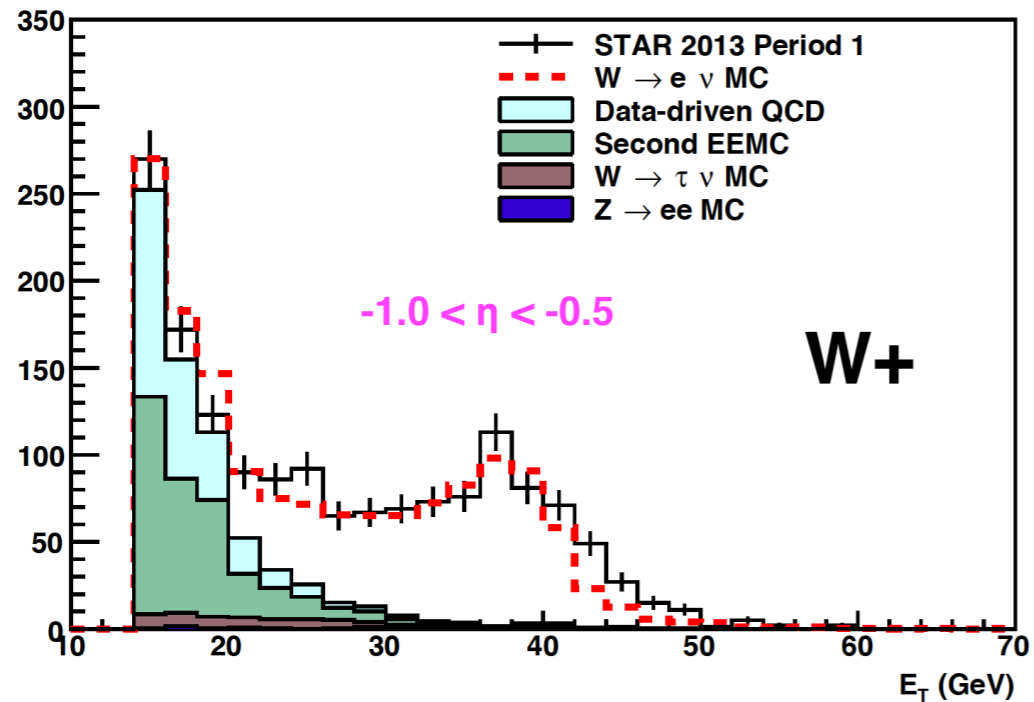 350
300
250
200
150
100
50
0
STAR 2013 Period 1
W → e ν MC
Data-driven QCD
Second EEMC
W → τ ν MC
Z → ee MC
-1.0 < η < -0.5
W+
10 20 30 40 50 60 70
E_T (GeV)